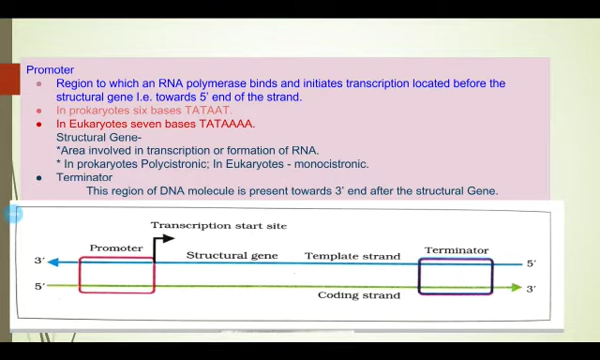 Promoter
Region to which an RNA polymerase binds and initiates transcription located before the
structural gene I.e. towards 5' end of the strand.
In prokaryotes six bases TATAAT.
In Eukaryotes seven bases TATAAAA.
Structural Gene-
*Area involved in transcription or formation of RNA.
* In prokaryotes Polycistronic; In Eukaryotes - monocistronic.
Terminator
This region of DNA molecule is present towards 3' end after the structural Gene.
Transcription start site
Promoter Structural gene Template strand Terminator
3' 5'
5' 3'
Coding strand